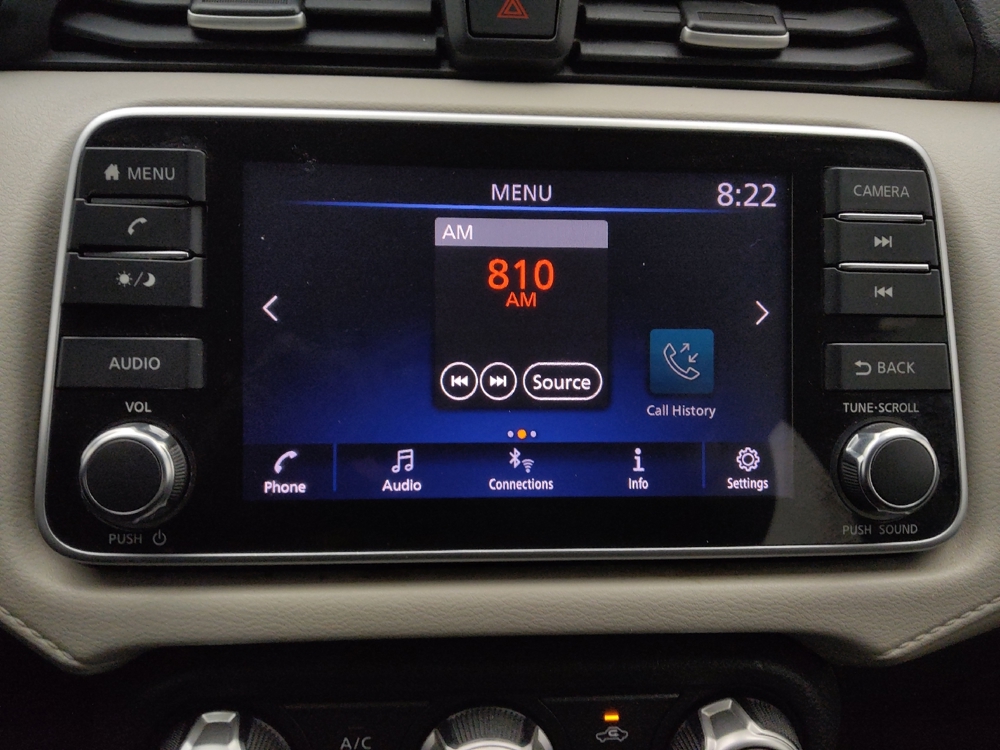 MENU
AUDIO
VOL
PUSH
MENU 8:22
AM
810
AM
Source
Call History
Phone
Audio
Connections
Info
Settings
CAMERA
BACK
TUNE·SCROLL
PUSH SOUND
A/C